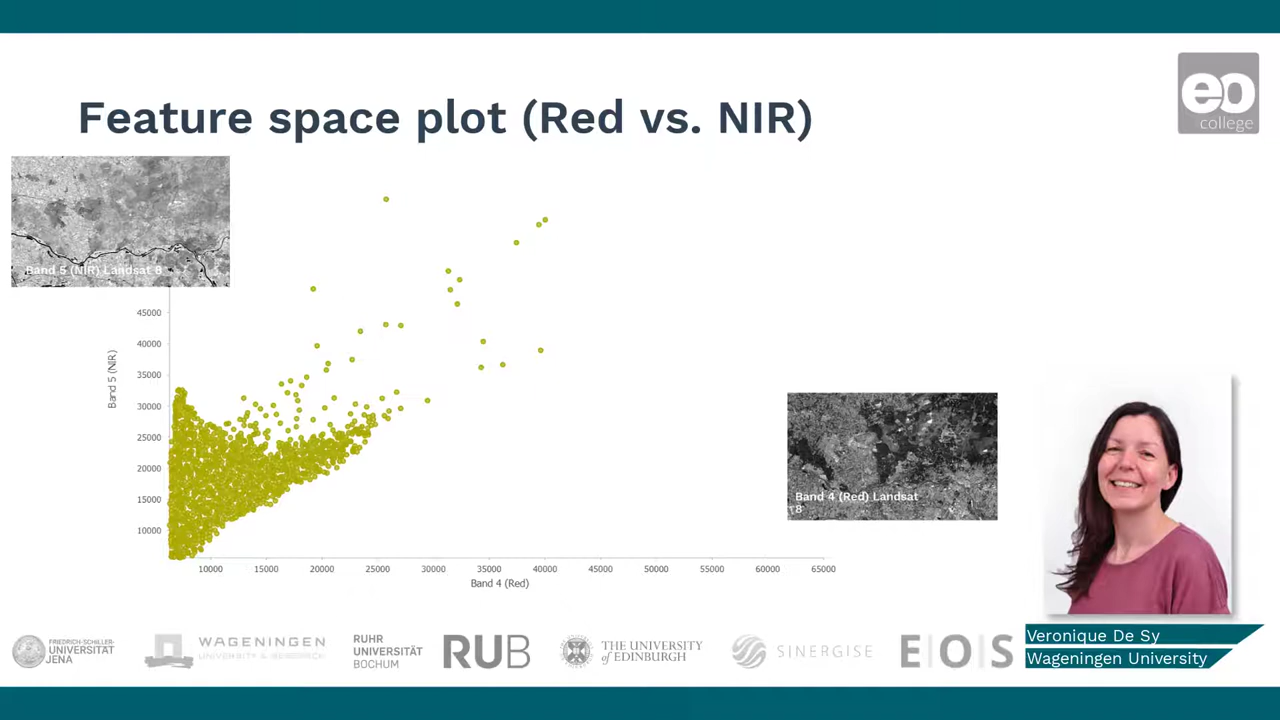 eo
college
Feature space plot (Red vs. NIR)
Band 5 (NIR) Landsat 8
45000
40000
35000
30000
25000
20000
15000
10000
Band 5 (NIR)
10000 15000 20000 25000 30000 35000 40000 45000 50000 55000 60000 65000
Band 4 (Red)
Band 4 (Red) Landsat
8
FRIEDRICH-SCHILLER-
UNIVERSITÄT
JENA
WAGENINGEN
UNIVERSITY & RESEARCH
RUHR
UNIVERSITÄT
BOCHUM
RUB
THE UNIVERSITY
of EDINBURGH
SINERGISE
E|O|S
Veronique De Sy
Wageningen University